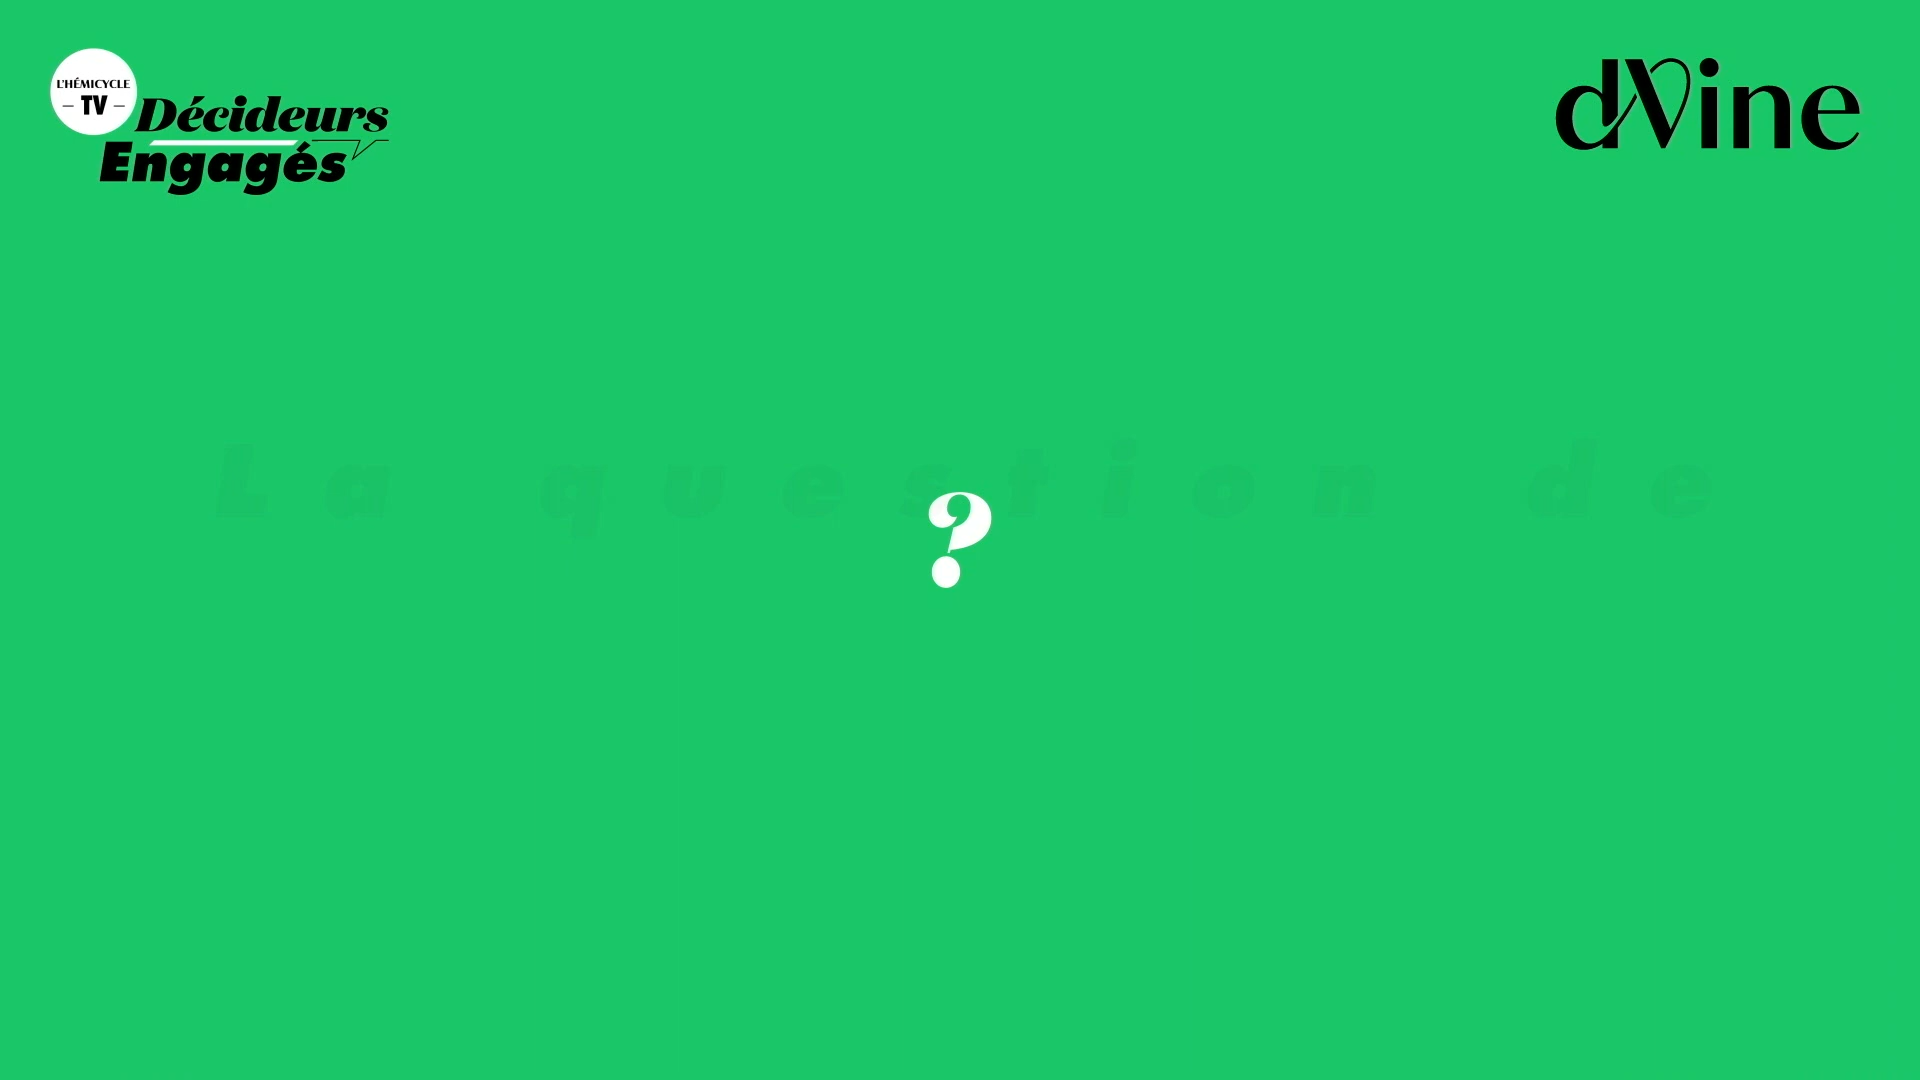 L'HÉMICYCLE
– TV –
Décideurs
Engagés
dVine
La question de
?